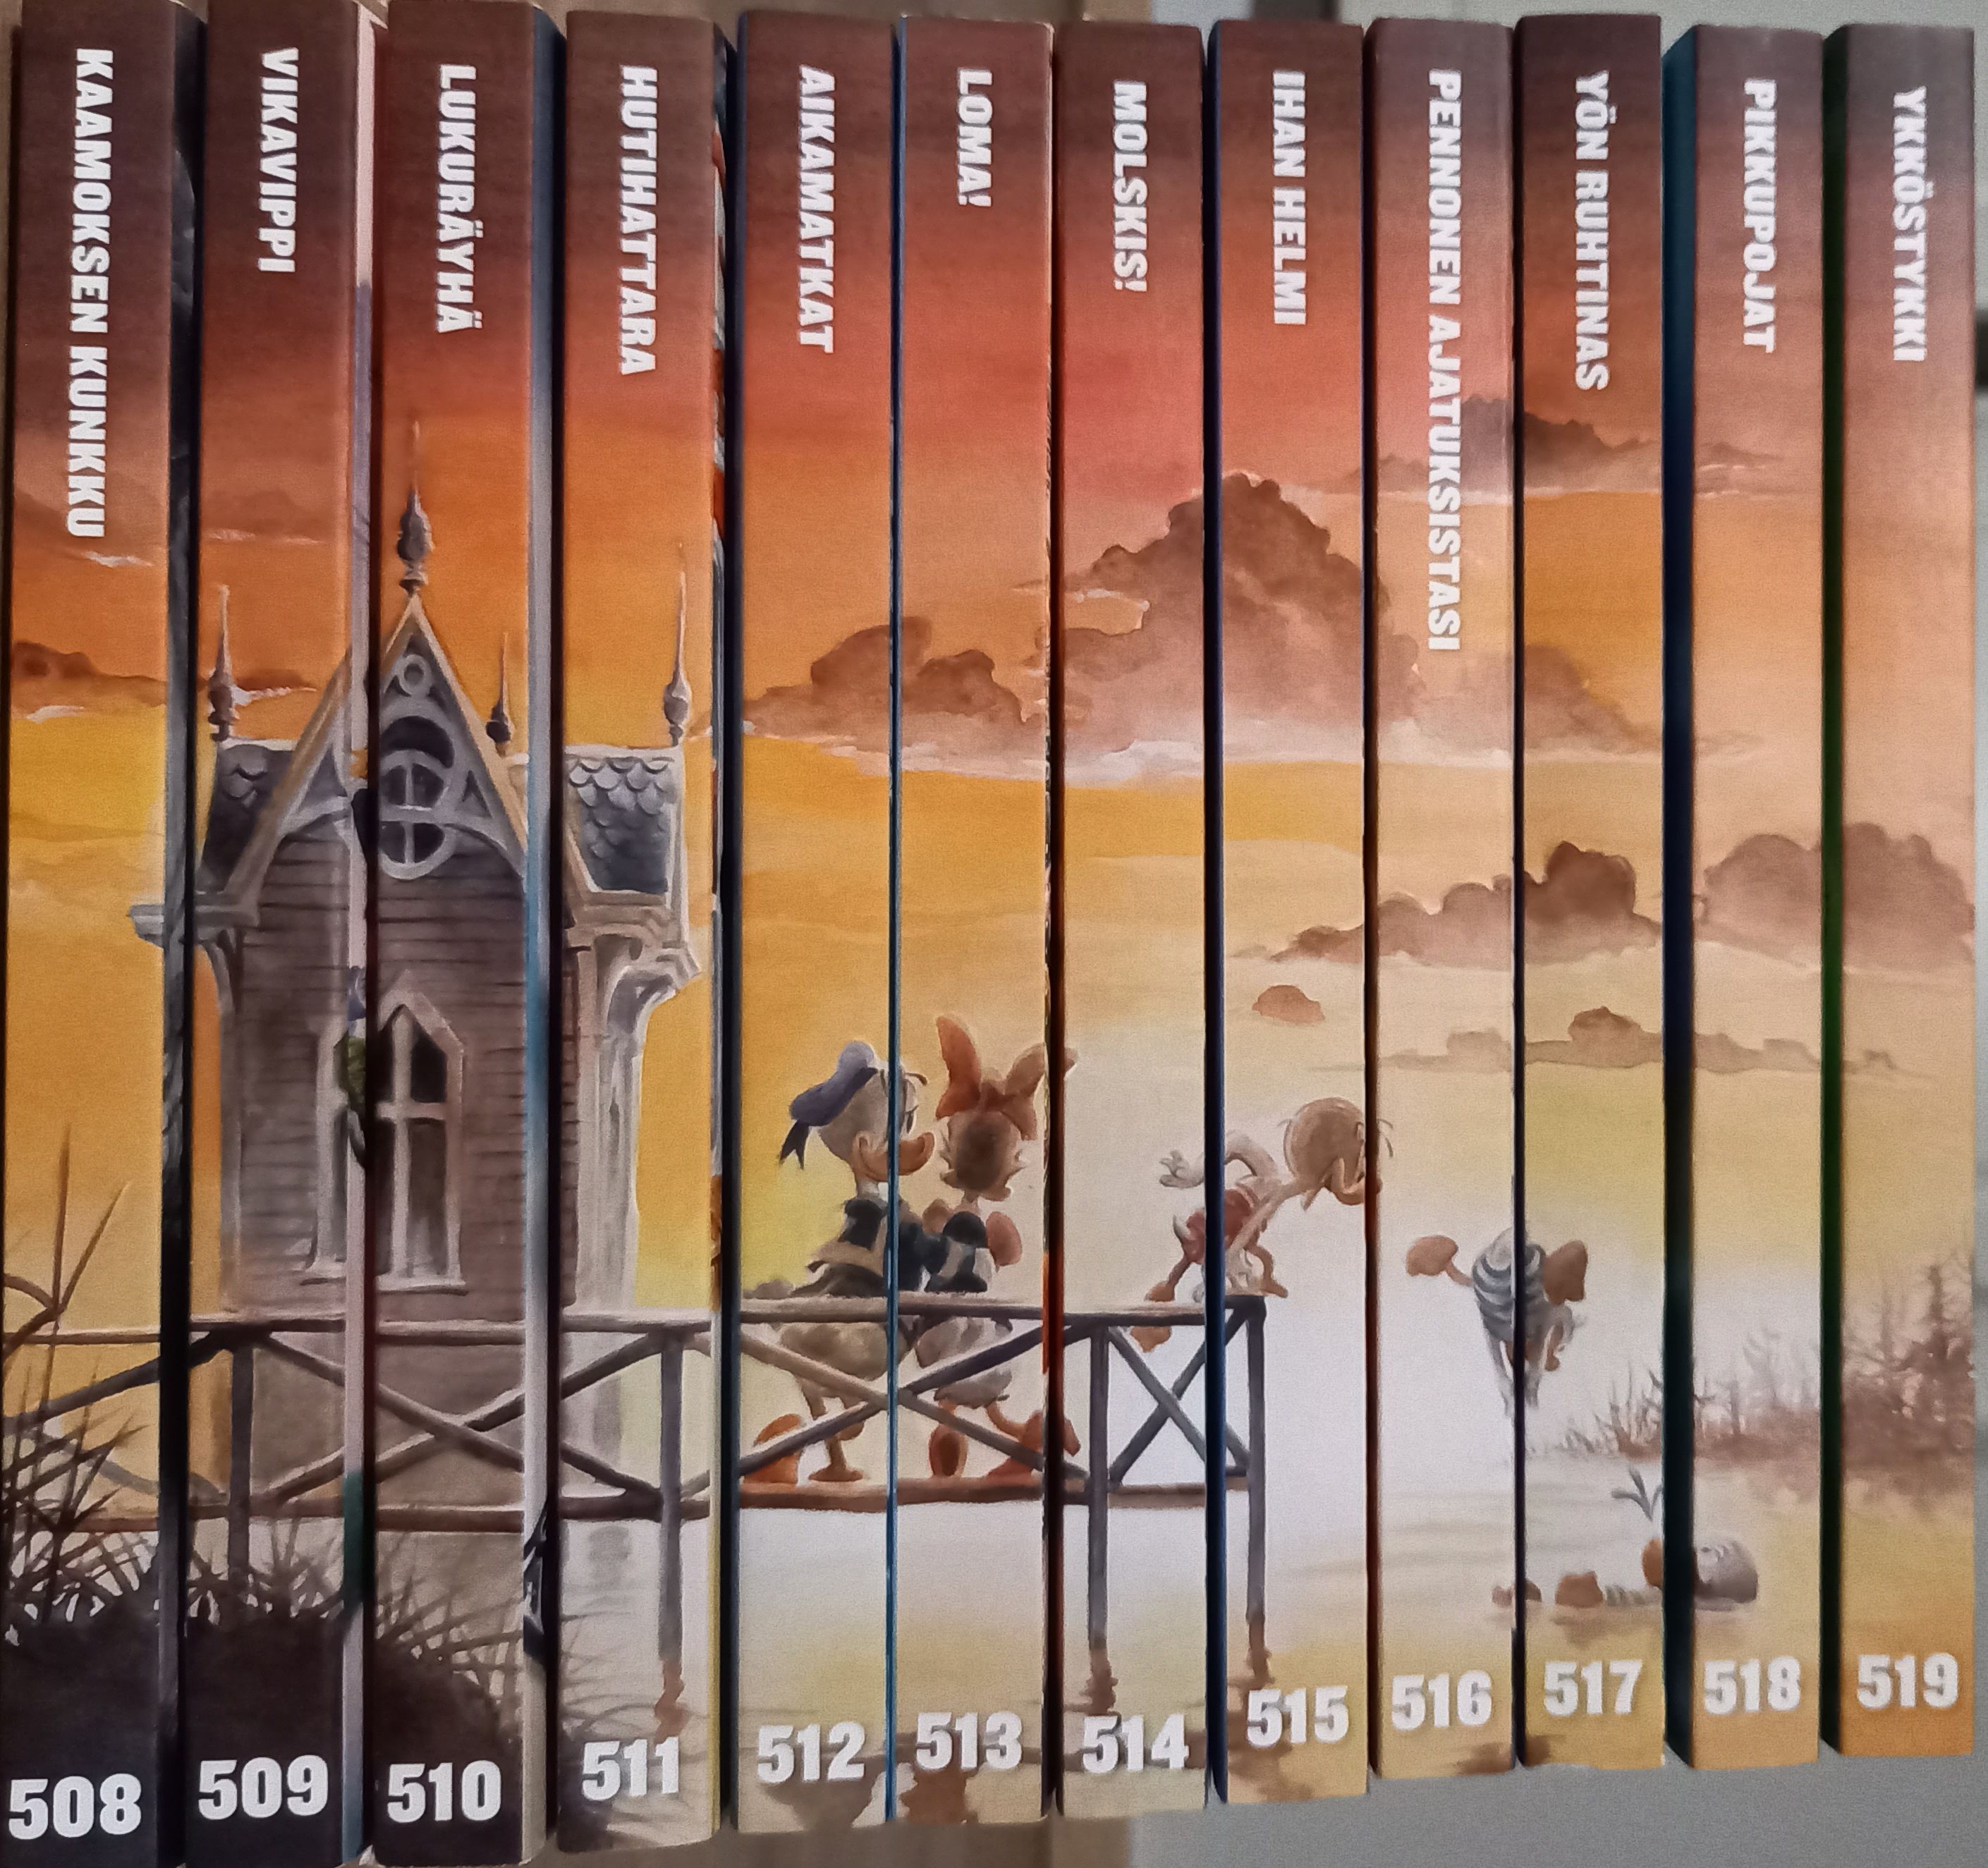 KAAMOKSEN KUNKKU
508
VIKAVIPPI
509
LUKURÄYHÄ
510
HUTIHATTARA
511
AIKAMATKAT
512
LOMA!
513
MOLSKIS!
514
IHAN HELMI
515
PENNONEN AJATUKSISTASI
516
YÖN RUHTINAS
517
PIKKUPOJAT
518
YKKÖSTYKKI
519